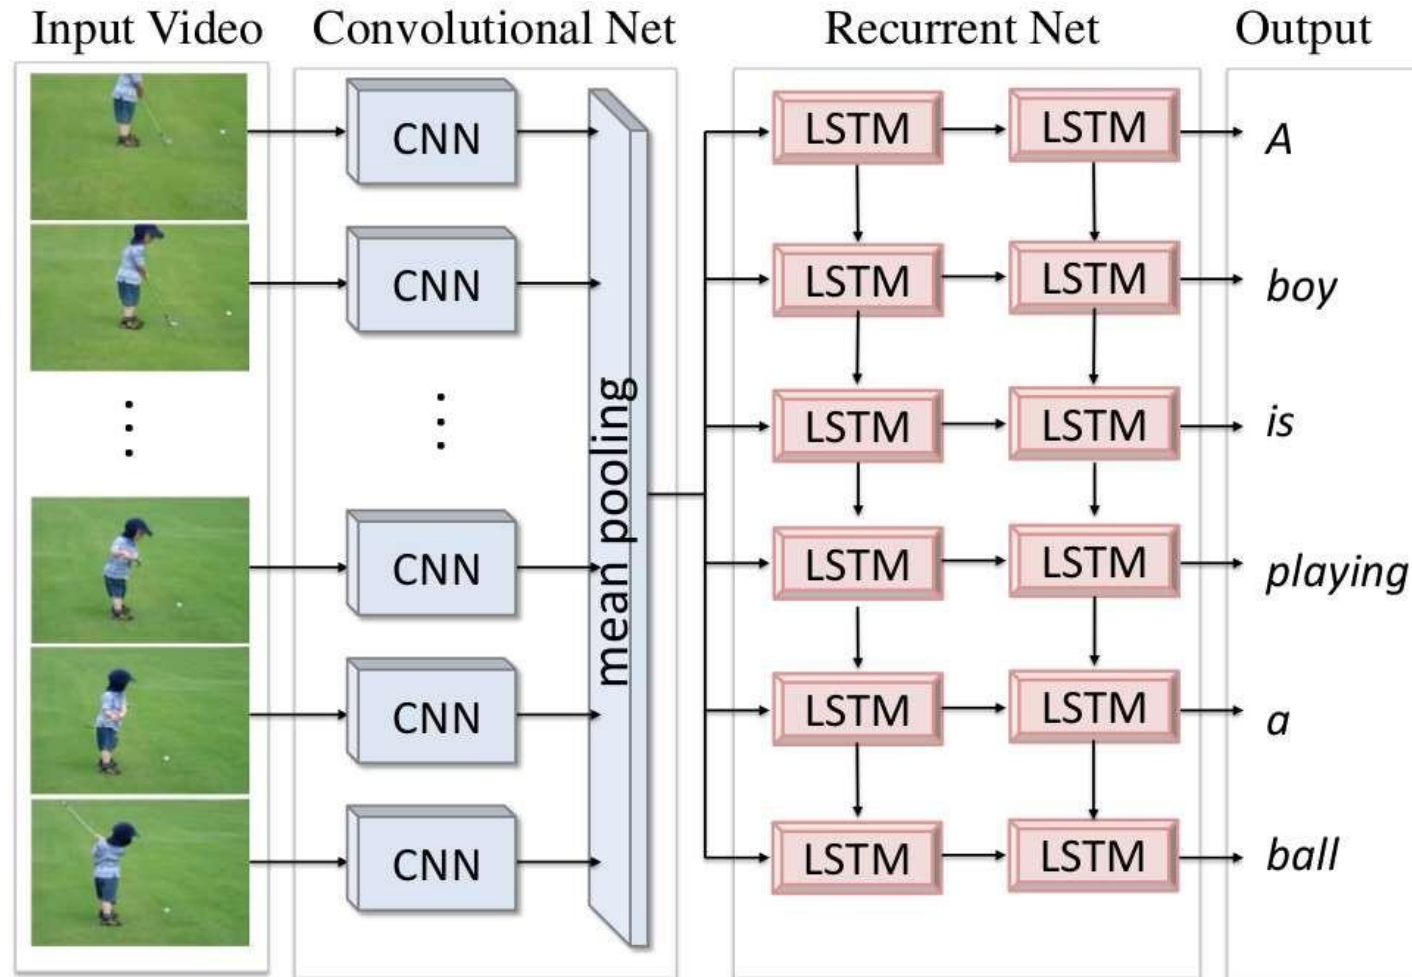 Input Video Convolutional Net Recurrent Net Output
CNN LSTM LSTM A
CNN LSTM LSTM boy
LSTM LSTM is
mean pooling
CNN LSTM LSTM playing
CNN LSTM LSTM a
CNN LSTM LSTM ball